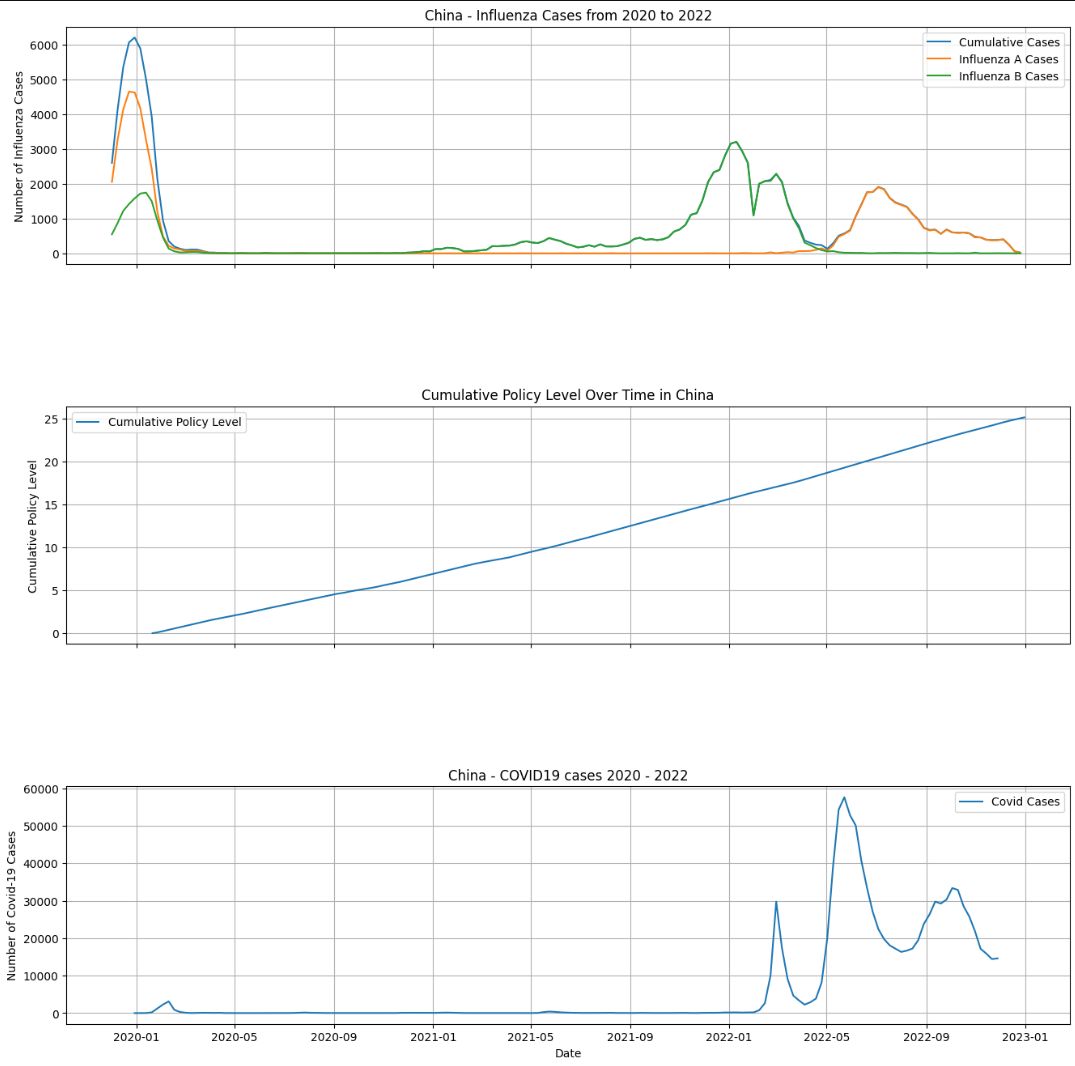 China - Influenza Cases from 2020 to 2022
Number of Influenza Cases
6000
5000
4000
3000
2000
1000
0
Cumulative Cases
Influenza A Cases
Influenza B Cases
Cumulative Policy Level Over Time in China
Cumulative Policy Level
25
20
15
10
5
0
Cumulative Policy Level
China - COVID19 cases 2020 - 2022
Number of Covid-19 Cases
60000
50000
40000
30000
20000
10000
0
Covid Cases
2020-01 2020-05 2020-09 2021-01 2021-05 2021-09 2022-01 2022-05 2022-09 2023-01
Date